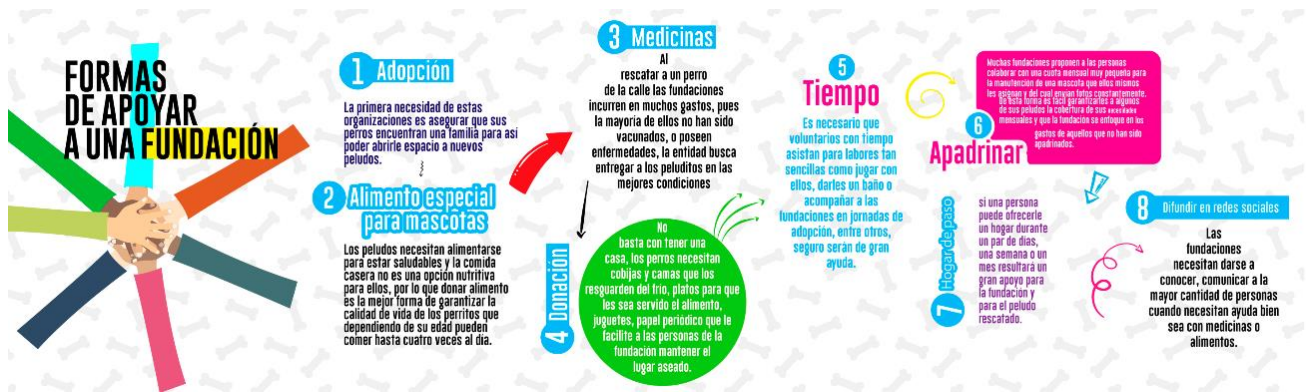 FORMAS
DE APOYAR
A UNA FUNDACIÓN
1 Adopción
La primera necesidad de estas
organizaciones es asegurar que sus
perros encuentran una familia para así
poder abrirle espacio a nuevos
peludos.
2 Alimento especial
para mascotas
Los peludos necesitan alimentarse
para estar saludables y la comida
casera no es una opción nutritiva
para ellos, por lo que donar alimento
es la mejor forma de garantizar la
calidad de vida de los perritos que
dependiendo de su edad pueden
comer hasta cuatro veces al día.
3 Medicinas
Al
rescatar a un perro
de la calle las fundaciones
incurren en muchos gastos, pues
la mayoría de ellos no han sido
vacunados, o poseen
enfermedades, la entidad busca
entregar a los peluditos en las
mejores condiciones
4 Donación
No
basta con tener una
casa, los perros necesitan
cobijas y camas que los
resguarden del frío, platos para que
les sea servido el alimento,
juguetes, papel periódico que le
facilite a las personas de la
fundación mantener el
lugar aseado.
5
Tiempo
Es necesario que
voluntarios con tiempo
asistan para labores tan
sencillas como jugar con
ellos, darles un baño o
acompañar a las
fundaciones en jornadas de
adopción, entre otros,
seguro serán de gran
ayuda.
6
Apadrinar
Muchas fundaciones proponen a las personas
colaborar con una cuota mensual muy pequeña para
la manutención de una mascota que ellos mismos
les asignan y del cual envían fotos constantemente.
De esta forma es fácil garantizarles a algunos
de sus peludos la cobertura de sus necesidades
mensuales y que la fundación se enfoque en los
gastos de aquellos que no han sido
apadrinados.
7 Hogar de paso
si una persona
puede ofrecerle
un hogar durante
un par de días,
una semana o un
mes resultará un
gran apoyo para
la fundación y
para el peludo
rescatado.
8 Difundir en redes sociales
Las
fundaciones
necesitan darse a
conocer, comunicar a la
mayor cantidad de personas
cuando necesitan ayuda bien
sea con medicinas o
alimentos.